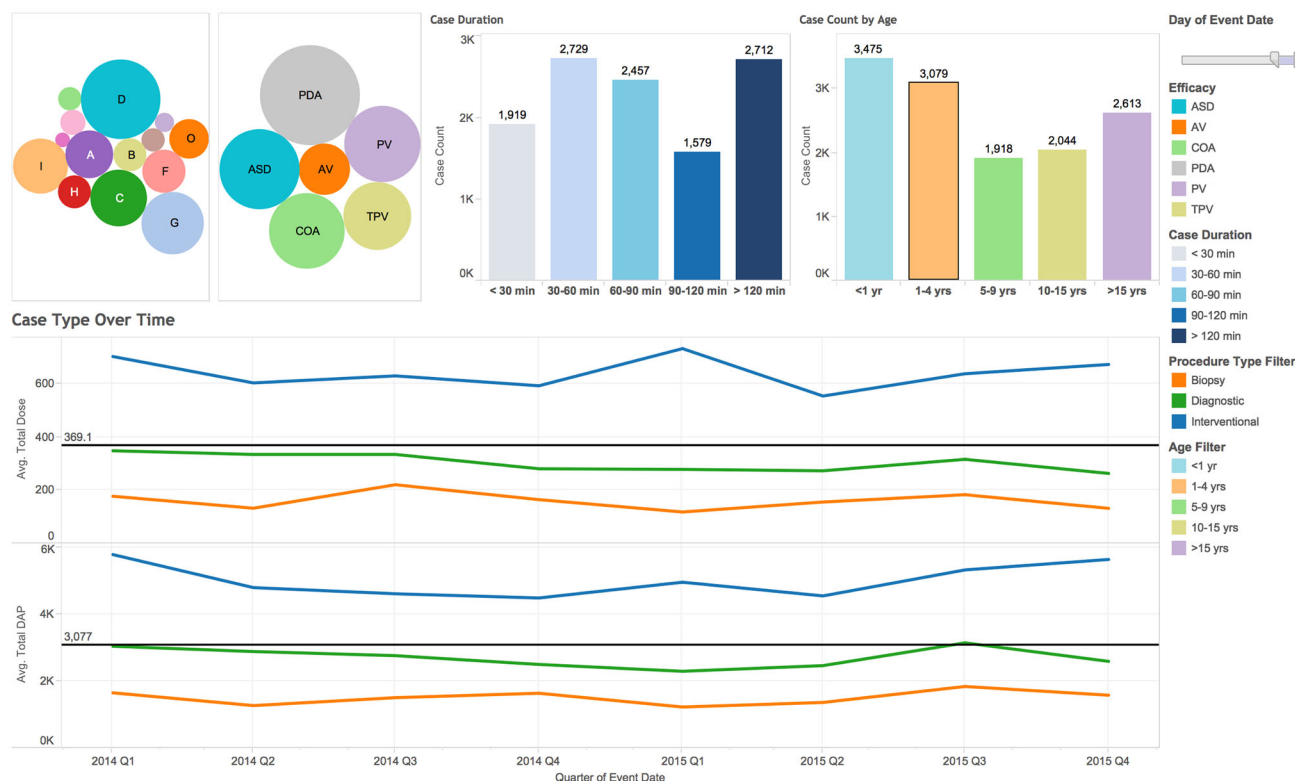 D
O
A
B
I
F
H
C
G
PDA
PV
ASD
AV
TPV
COA
Case Duration
3K
2K
1K
0K
Case Count
1,919
2,729
2,457
1,579
2,712
< 30 min
30-60 min
60-90 min
90-120 min
> 120 min
Case Count by Age
3K
2K
1K
0K
Case Count
3,475
3,079
1,918
2,044
2,613
<1 yr
1-4 yrs
5-9 yrs
10-15 yrs
>15 yrs
Day of Event Date
Efficacy
ASD
AV
COA
PDA
PV
TPV
Case Duration
< 30 min
30-60 min
60-90 min
90-120 min
> 120 min
Procedure Type Filter
Biopsy
Diagnostic
Interventional
Age Filter
<1 yr
1-4 yrs
5-9 yrs
10-15 yrs
>15 yrs
Case Type Over Time
Avg. Total Dose
600
400
369.1
200
0
Avg. Total DAP
6K
4K
3,077
2K
0K
2014 Q1
2014 Q2
2014 Q3
2014 Q4
2015 Q1
2015 Q2
2015 Q3
2015 Q4
Quarter of Event Date